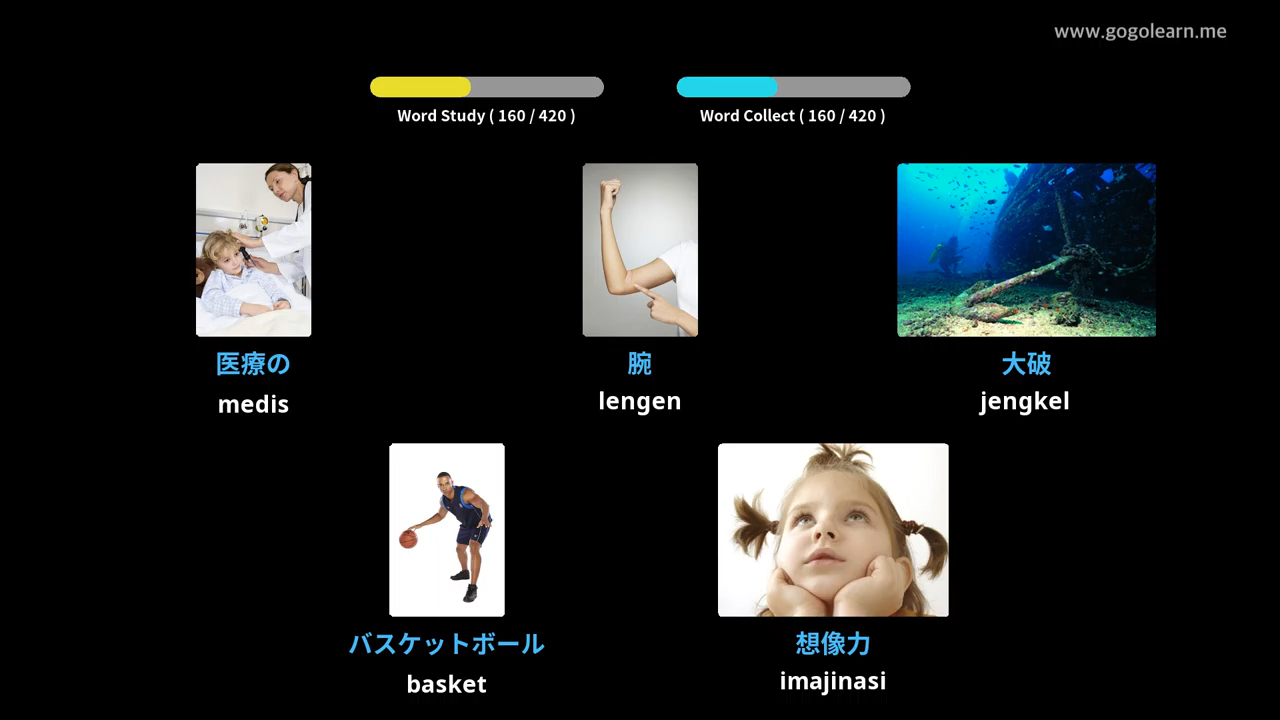 www.gogolearn.me
Word Study ( 160 / 420 )
Word Collect ( 160 / 420 )
医療の
medis
腕
lengen
大破
jengkel
バスケットボール
basket
想像力
imajinasi